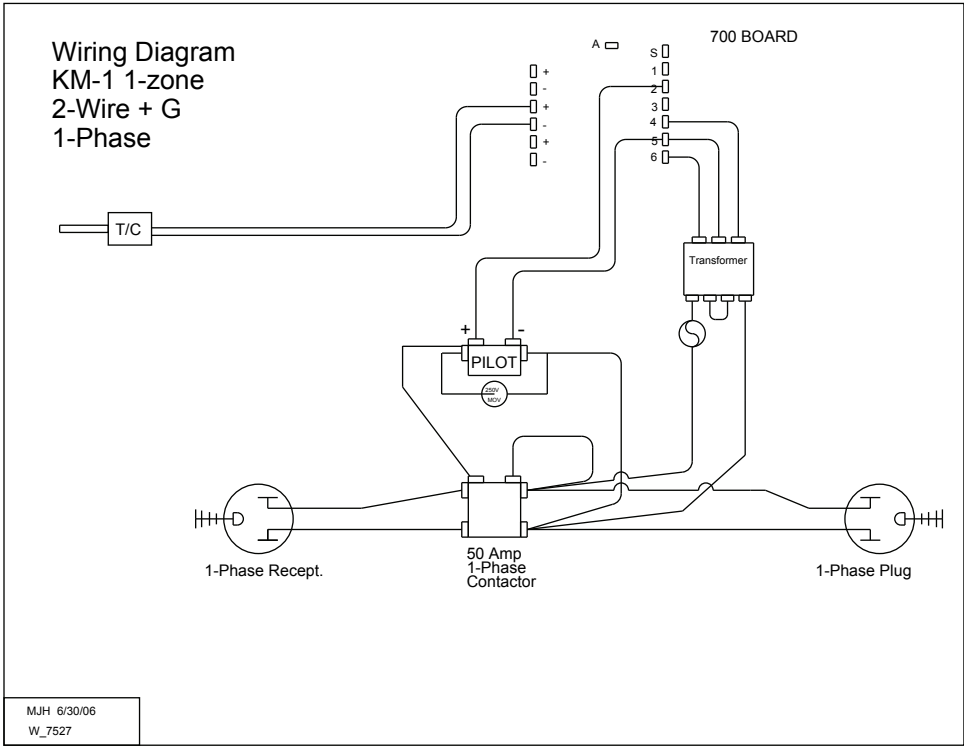 Wiring Diagram
KM-1 1-zone
2-Wire + G
1-Phase
700 BOARD
A
S
1
2
3
4
5
6
+
-
+
-
+
-
T/C
Transformer
+ -
PILOT
250V
MOV
50 Amp
1-Phase
Contactor
1-Phase Recept.
1-Phase Plug
MJH 6/30/06
W_7527